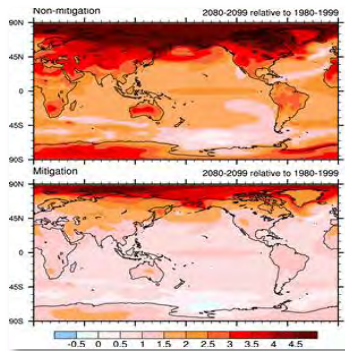 Non-mitigation 2080-2099 relative to 1980-1999
90N
45N
0
45S
90S
Mitigation 2080-2099 relative to 1980-1999
90N
45N
0
45S
90S
-0.5 0 0.5 1 1.5 2 2.5 3 3.5 4 4.5